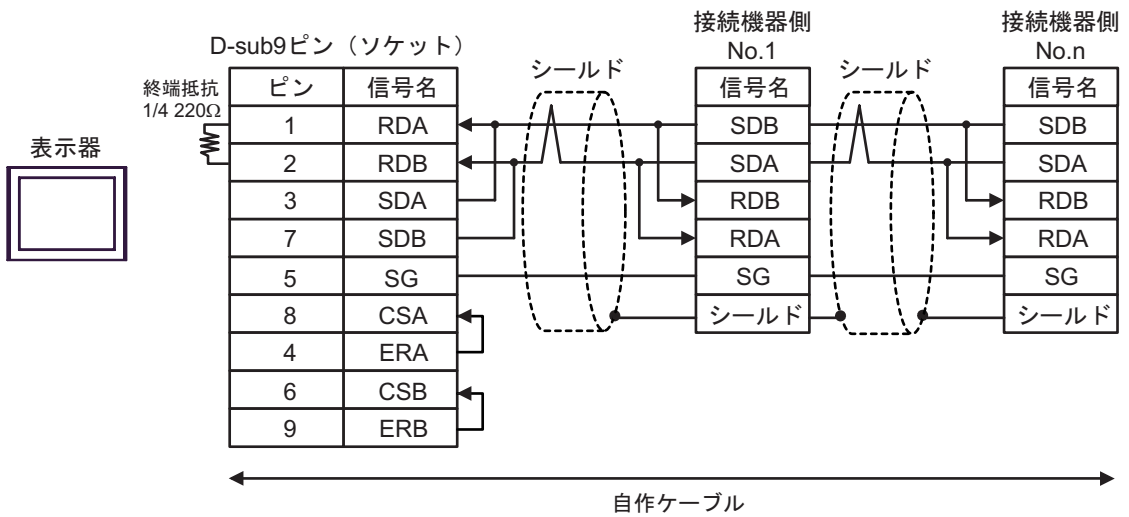 接続機器側
No.1
接続機器側
No.n
D-sub9ピン（ソケット）
シールド
シールド
終端抵抗
1/4 220Ω
表示器
ピン 信号名
1 RDA
2 RDB
3 SDA
7 SDB
5 SG
8 CSA
4 ERA
6 CSB
9 ERB
信号名
SDB
SDA
RDB
RDA
SG
シールド
信号名
SDB
SDA
RDB
RDA
SG
シールド
自作ケーブル